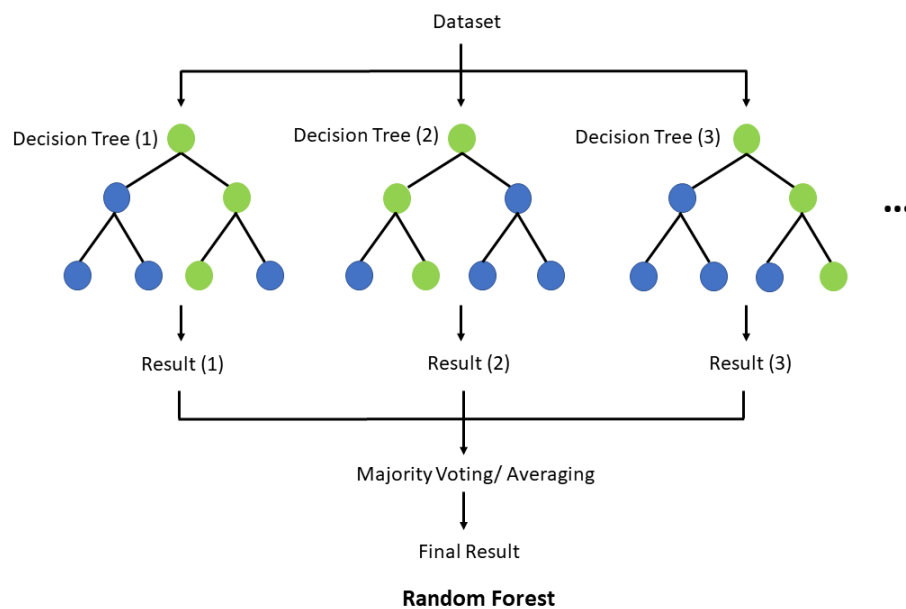 Dataset
Decision Tree (1)
Decision Tree (2)
Decision Tree (3)
...
Result (1)
Result (2)
Result (3)
Majority Voting/ Averaging
Final Result
Random Forest